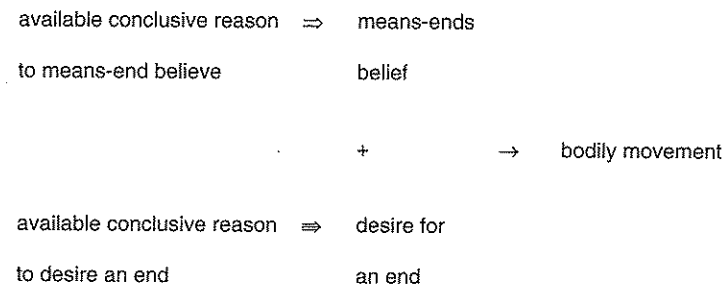 available conclusive reason ⇒ means-ends
to means-end believe belief
+ → bodily movement
available conclusive reason ⇛ desire for
to desire an end an end